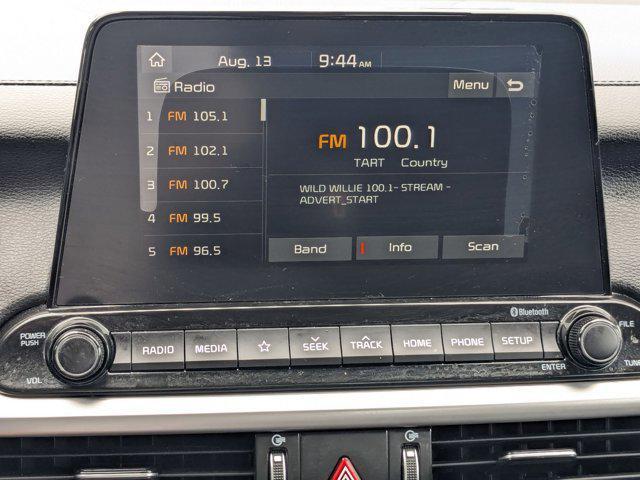 Aug. 13 9:44 AM
Radio Menu
1 FM 105.1
2 FM 102.1
3 FM 100.7
4 FM 99.5
5 FM 96.5
FM 100.1
TART Country
WILD WILLIE 100.1- STREAM -
ADVERT_START
Band Info Scan
Bluetooth
POWER
PUSH
VOL
RADIO MEDIA SEEK TRACK HOME PHONE SETUP
FILE
ENTER
TUNE